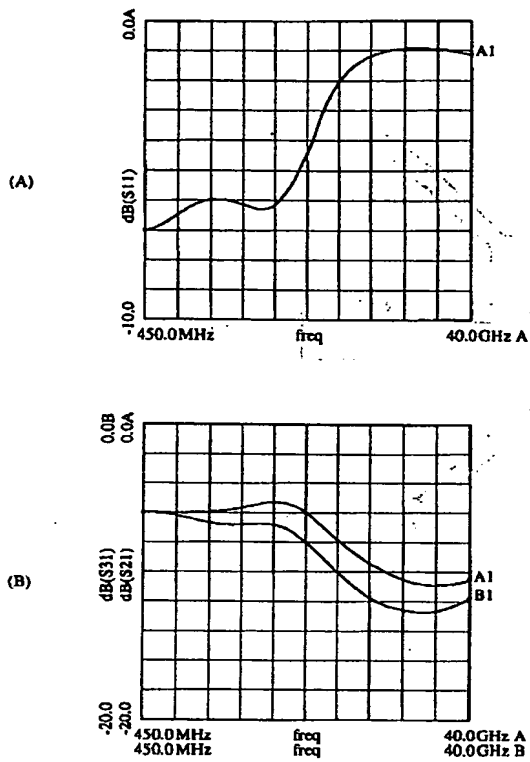 0.0A
A1
(A)
dB(S11)
-10.0
450.0MHz freq 40.0GHz A
0.0B
0.0A
(B)
dB(S31)
dB(S21)
A1
B1
-20.0
-20.0
450.0MHz freq 40.0GHz A
450.0MHz freq 40.0GHz B